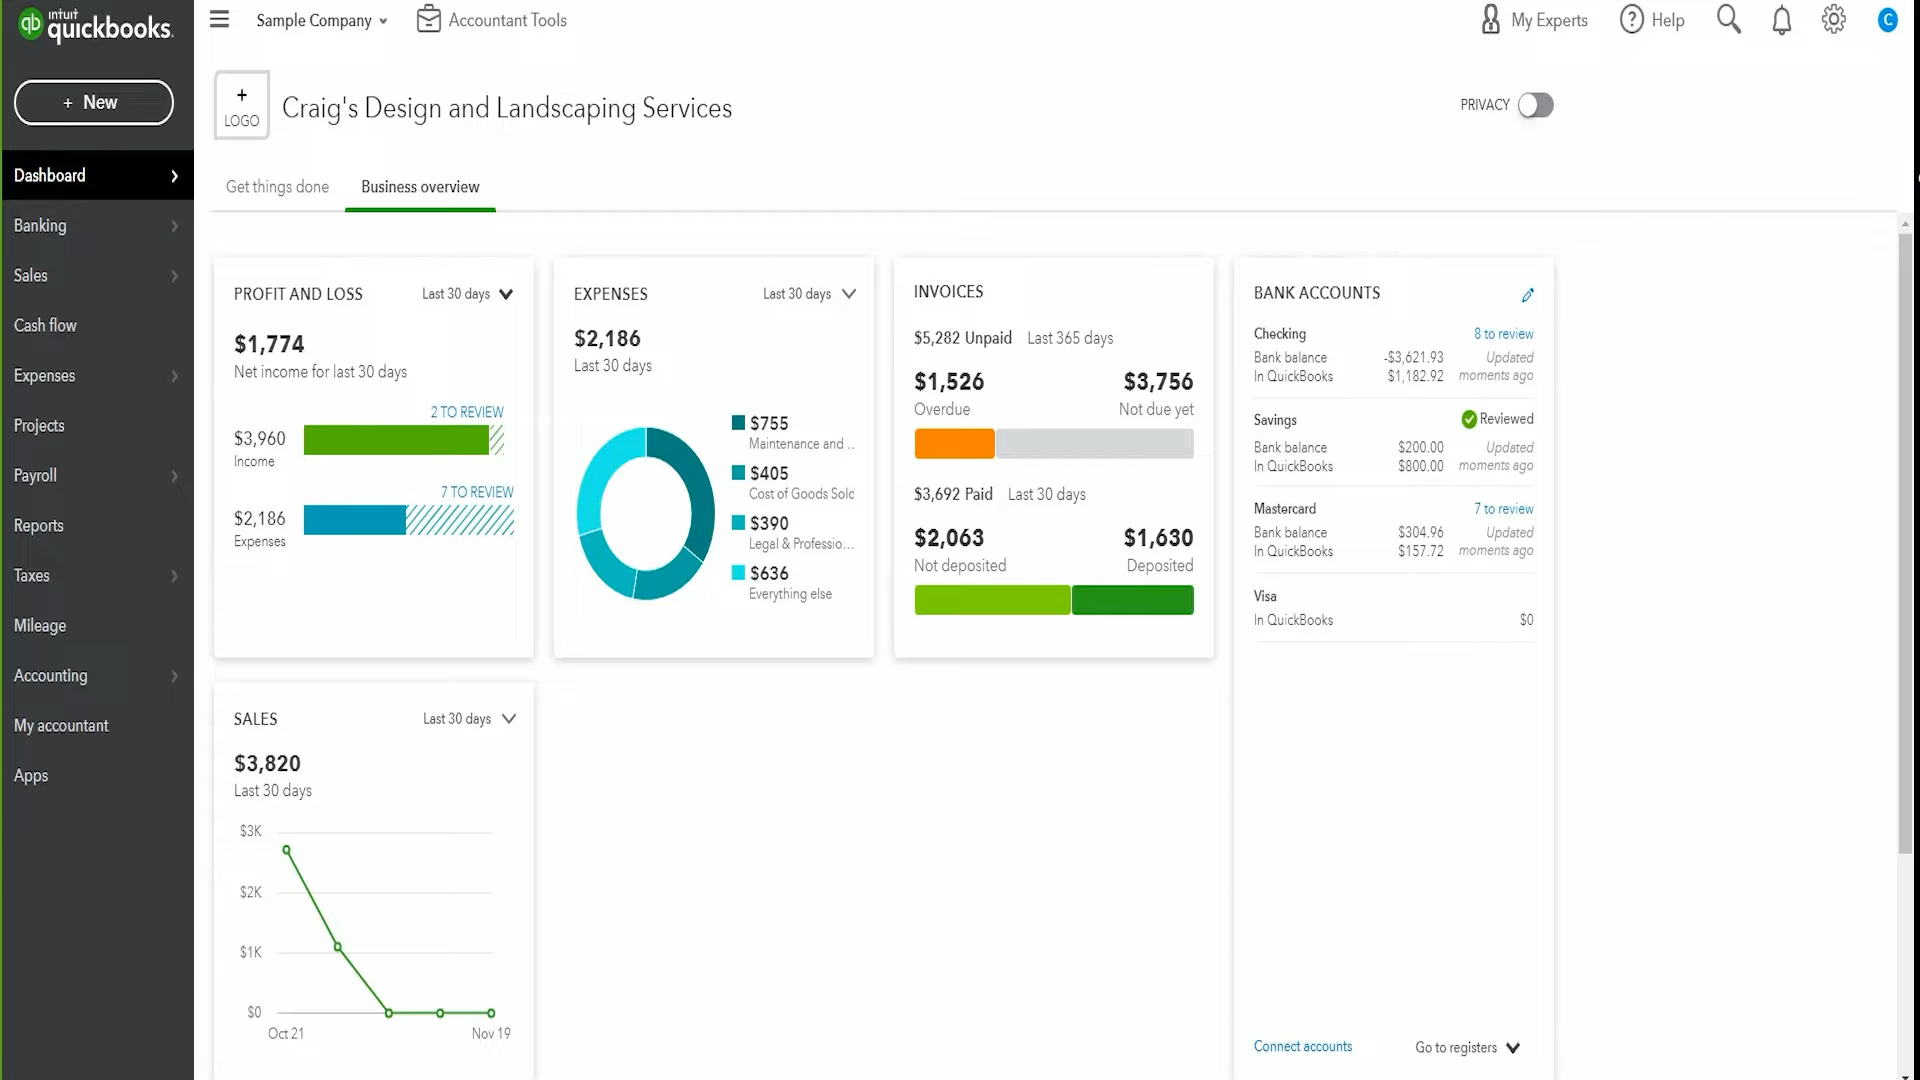 intuit
quickbooks.
Sample Company
Accountant Tools
My Experts
Help
C
+ New
+
LOGO
Craig's Design and Landscaping Services
PRIVACY
Dashboard
Banking
Sales
Cash flow
Expenses
Projects
Payroll
Reports
Taxes
Mileage
Accounting
My accountant
Apps
Get things done
Business overview
PROFIT AND LOSS
Last 30 days
$1,774
Net income for last 30 days
2 TO REVIEW
$3,960
Income
7 TO REVIEW
$2,186
Expenses
EXPENSES
Last 30 days
$2,186
Last 30 days
$755
Maintenance and ..
$405
Cost of Goods Solc
$390
Legal & Professio...
$636
Everything else
INVOICES
$5,282 Unpaid Last 365 days
$1,526 $3,756
Overdue Not due yet
$3,692 Paid Last 30 days
$2,063 $1,630
Not deposited Deposited
BANK ACCOUNTS
Checking 8 to review
Bank balance -$3,621.93 Updated
In QuickBooks $1,182.92 moments ago
Savings Reviewed
Bank balance $200.00 Updated
In QuickBooks $800.00 moments ago
Mastercard 7 to review
Bank balance $304.96 Updated
In QuickBooks $157.72 moments ago
Visa
In QuickBooks $0
Connect accounts Go to registers
SALES
Last 30 days
$3,820
Last 30 days
$3K
$2K
$1K
$0
Oct 21 Nov 19